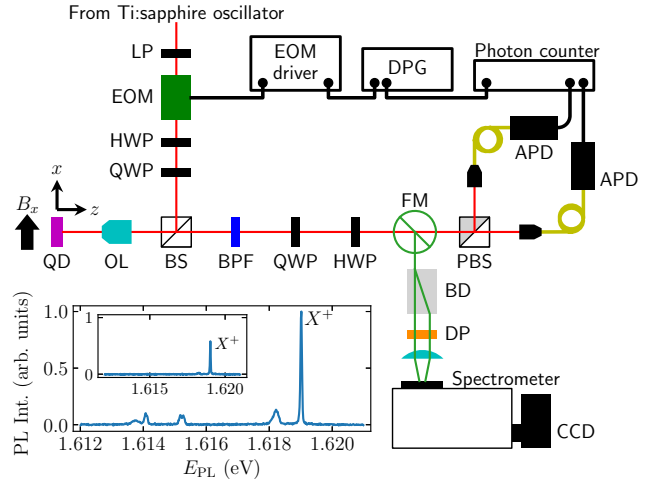 From Ti:sapphire oscillator
LP
EOM
EOM
driver
DPG
Photon counter
HWP
QWP
APD
APD
x
z
B_x
FM
QD
OL
BS
BPF
QWP
HWP
PBS
BD
DP
Spectrometer
CCD
PL Int. (arb. units)
1.0
0.5
0.0
X^+
1
0
X^+
1.615
1.620
1.612
1.614
1.616
1.618
1.620
E_PL (eV)